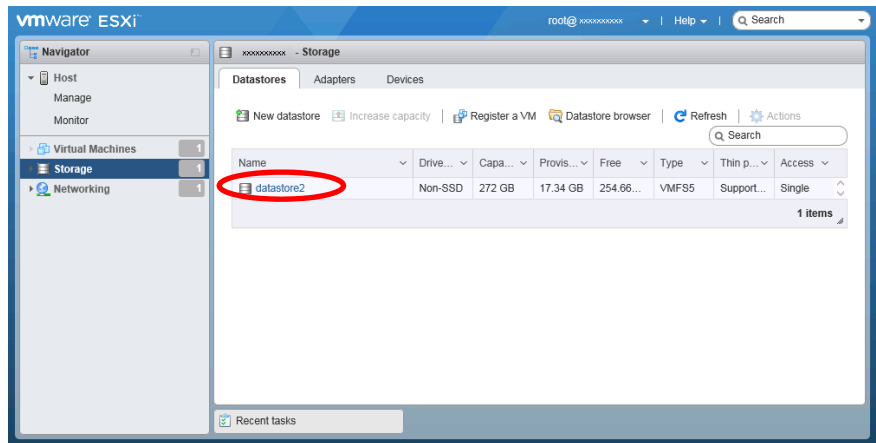 vmware ESXi™
root@ xxxxxxxxxx | Help | Search
Navigator
Host
Manage
Monitor
Virtual Machines 1
Storage 1
Networking 1
xxxxxxxxxx - Storage
Datastores Adapters Devices
New datastore Increase capacity | Register a VM Datastore browser | Refresh | Actions
Search
Name Drive... Capa... Provis... Free Type Thin p... Access
datastore2 Non-SSD 272 GB 17.34 GB 254.66... VMFS5 Support... Single
1 items
Recent tasks